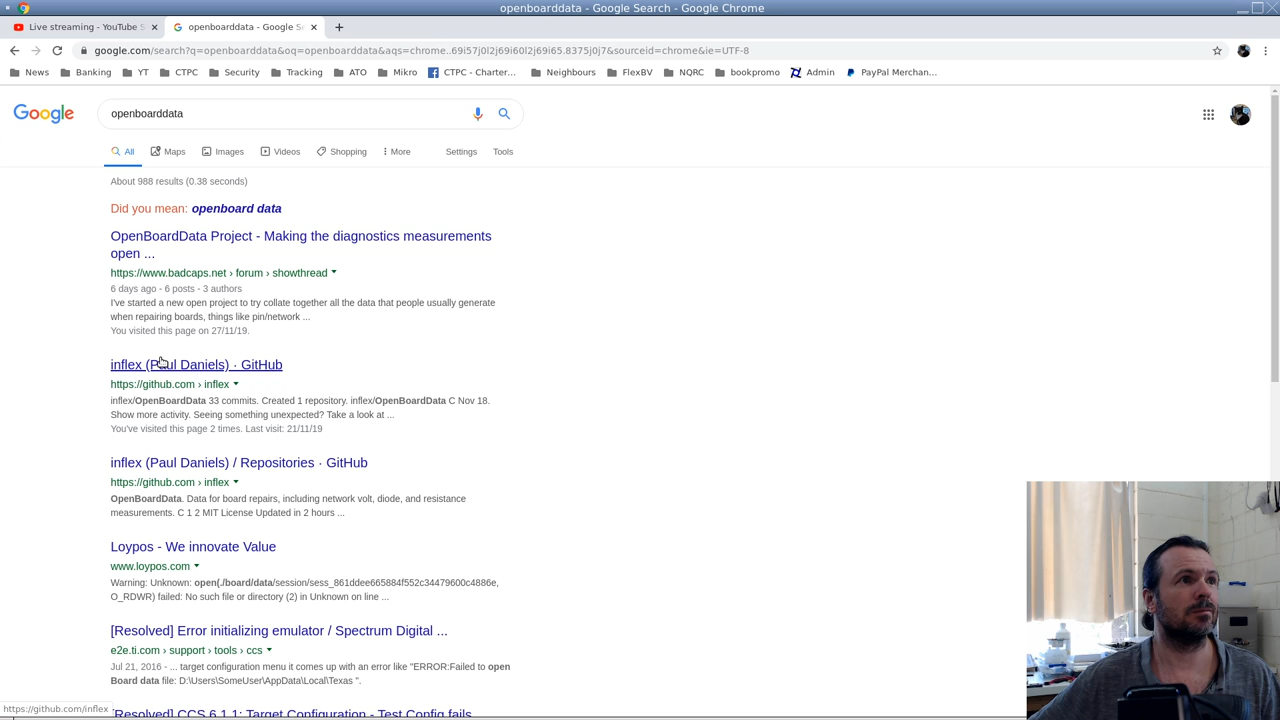 openboarddata - Google Search - Google Chrome
Live streaming - YouTube S
openboarddata - Google Se
google.com/search?q=openboarddata&oq=openboarddata&aqs=chrome..69i57j0l2j69i60l2j69i65.8375j0j7&sourceid=chrome&ie=UTF-8
News Banking YT CTPC Security Tracking ATO Mikro CTPC - Charter... Neighbours FlexBV NQRC bookpromo Admin PayPal Merchan...
Google
openboarddata
All Maps Images Videos Shopping More Settings Tools
About 988 results (0.38 seconds)
Did you mean: openboard data
OpenBoardData Project - Making the diagnostics measurements
open ...
https://www.badcaps.net › forum › showthread
6 days ago - 6 posts - 3 authors
I've started a new open project to try collate together all the data that people usually generate
when repairing boards, things like pin/network ...
You visited this page on 27/11/19.
inflex (Paul Daniels) · GitHub
https://github.com › inflex
inflex/OpenBoardData 33 commits. Created 1 repository. inflex/OpenBoardData C Nov 18.
Show more activity. Seeing something unexpected? Take a look at ...
You've visited this page 2 times. Last visit: 21/11/19
inflex (Paul Daniels) / Repositories · GitHub
https://github.com › inflex
OpenBoardData. Data for board repairs, including network volt, diode, and resistance
measurements. C 1 2 MIT License Updated in 2 hours ...
Loypos - We innovate Value
www.loypos.com
Warning: Unknown: open(./board/data/session/sess_861ddee665884f552c34479600c4886e,
O_RDWR) failed: No such file or directory (2) in Unknown on line ...
[Resolved] Error initializing emulator / Spectrum Digital ...
e2e.ti.com › support › tools › ccs
Jul 21, 2016 - ... target configuration menu it comes up with an error like "ERROR:Failed to open
Board data file: D:\Users\SomeUser\AppData\Local\Texas ".
https://github.com/inflex
[Resolved] CCS 6.1.1: Target Configuration - Test Config fails